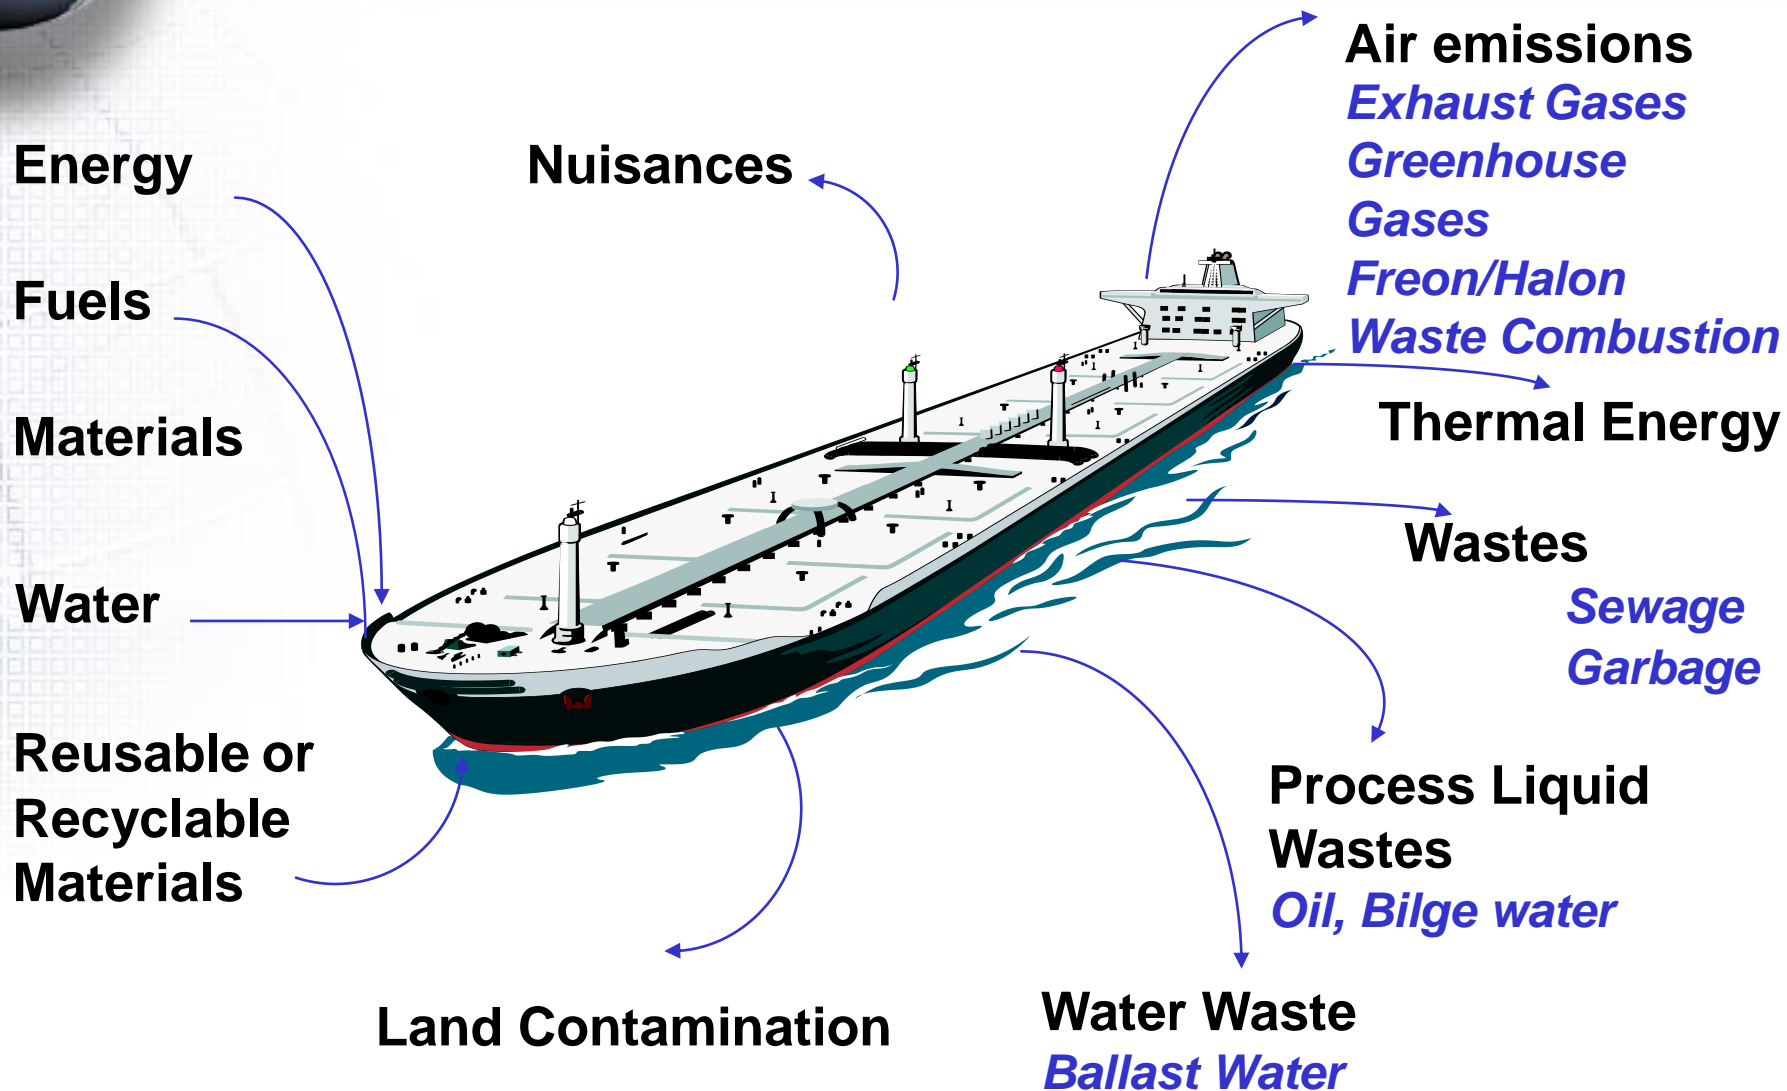 Energy
Fuels
Materials
Water
Reusable or
Recyclable
Materials
Nuisances
Air emissions
Exhaust Gases
Greenhouse
Gases
Freon/Halon
Waste Combustion
Thermal Energy
Wastes
Sewage
Garbage
Process Liquid
Wastes
Oil, Bilge water
Water Waste
Ballast Water
Land Contamination